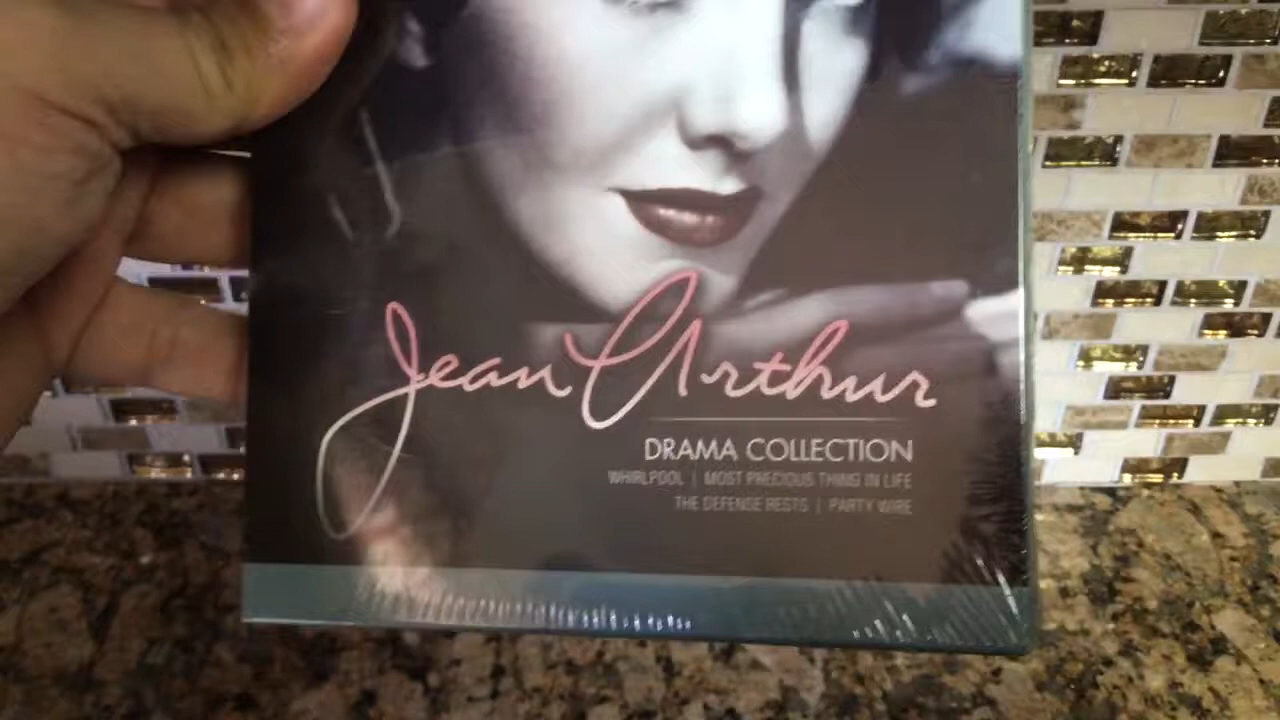 Jean Arthur
DRAMA COLLECTION
WHIRLPOOL | MOST PRECIOUS THING IN LIFE
THE DEFENSE RESTS | PARTY WIRE